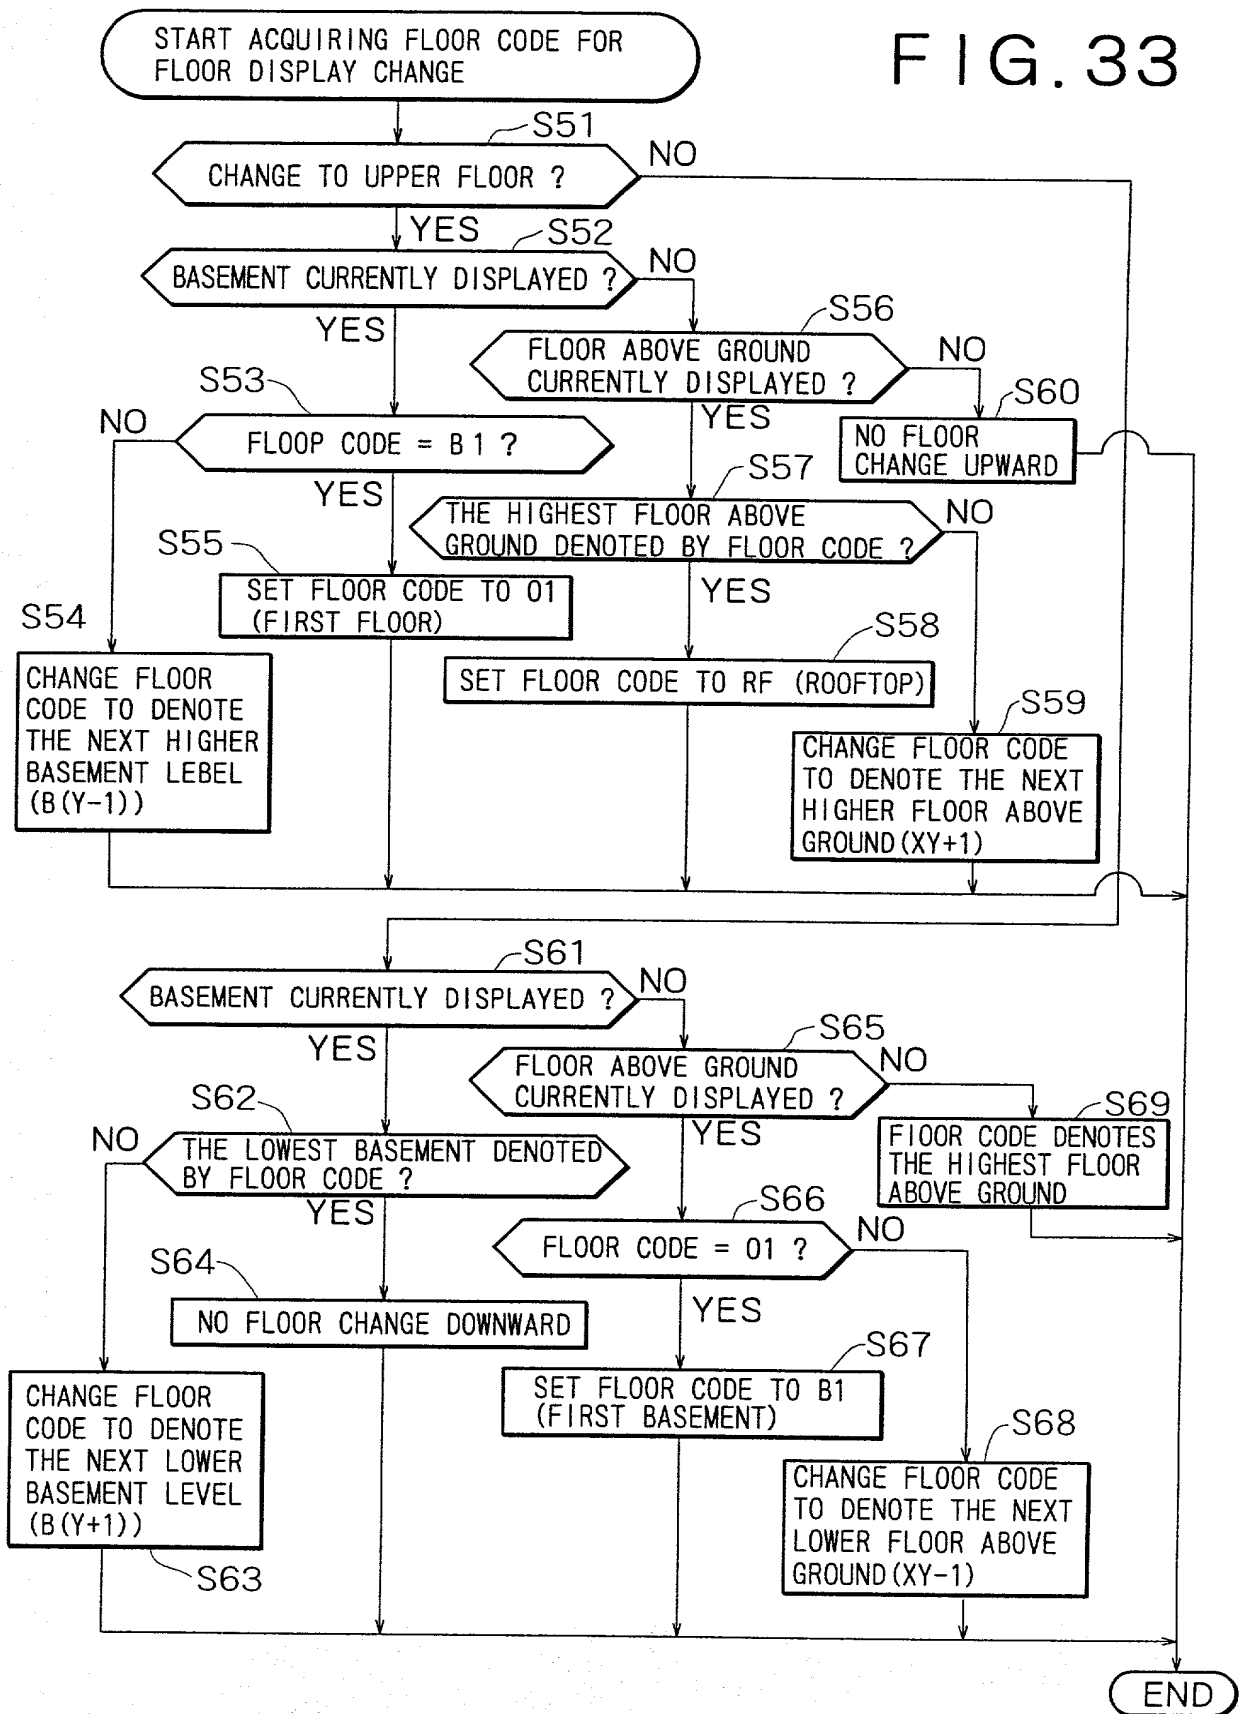 FIG. 33
START ACQUIRING FLOOR CODE FOR
FLOOR DISPLAY CHANGE
S51
CHANGE TO UPPER FLOOR ?
NO
YES
S52
BASEMENT CURRENTLY DISPLAYED ?
NO
YES
S56
FLOOR ABOVE GROUND
CURRENTLY DISPLAYED ?
NO
YES
S60
NO FLOOR
CHANGE UPWARD
S53
NO
FLOOP CODE = B1 ?
YES
S57
THE HIGHEST FLOOR ABOVE
GROUND DENOTED BY FLOOR CODE ?
NO
YES
S55
SET FLOOR CODE TO 01
(FIRST FLOOR)
S54
CHANGE FLOOR
CODE TO DENOTE
THE NEXT HIGHER
BASEMENT LEBEL
(B(Y-1))
S58
SET FLOOR CODE TO RF (ROOFTOP)
S59
CHANGE FLOOR CODE
TO DENOTE THE NEXT
HIGHER FLOOR ABOVE
GROUND(XY+1)
S61
BASEMENT CURRENTLY DISPLAYED ?
NO
YES
S65
FLOOR ABOVE GROUND
CURRENTLY DISPLAYED ?
NO
YES
S69
FIOOR CODE DENOTES
THE HIGHEST FLOOR
ABOVE GROUND
S62
NO
THE LOWEST BASEMENT DENOTED
BY FLOOR CODE ?
YES
S66
FLOOR CODE = 01 ?
NO
YES
S64
NO FLOOR CHANGE DOWNWARD
S67
SET FLOOR CODE TO B1
(FIRST BASEMENT)
CHANGE FLOOR
CODE TO DENOTE
THE NEXT LOWER
BASEMENT LEVEL
(B(Y+1))
S63
S68
CHANGE FLOOR CODE
TO DENOTE THE NEXT
LOWER FLOOR ABOVE
GROUND(XY-1)
END